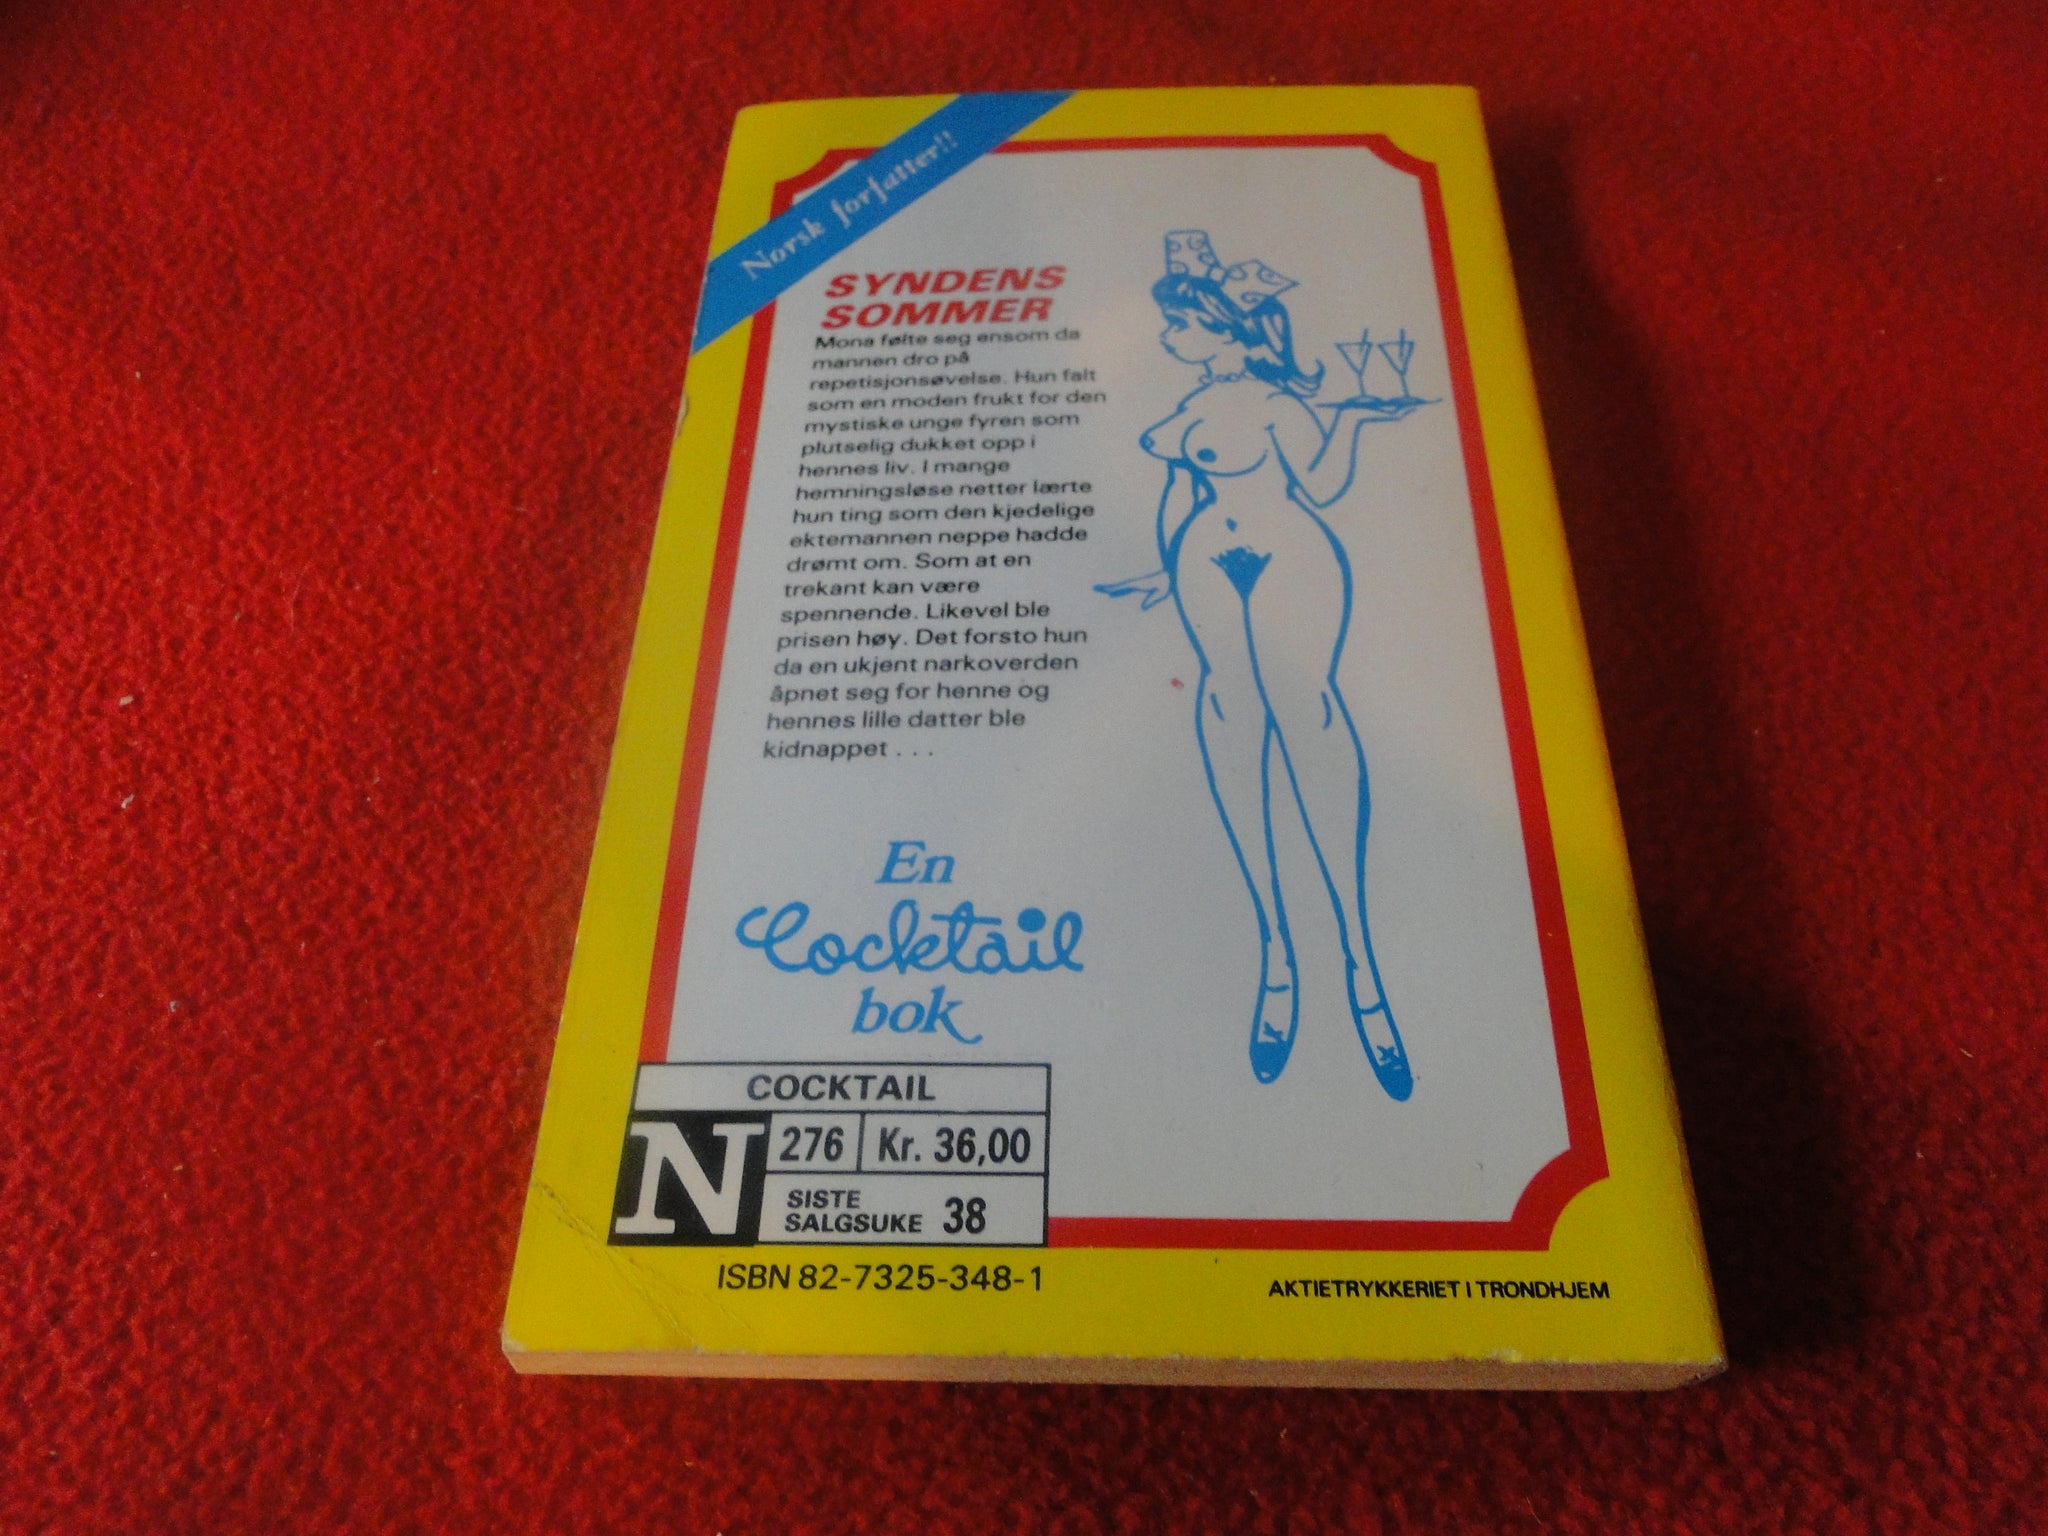 Norsk forfatter!!
SYNDENS
SOMMER
Mona følte seg ensom da
mannen dro på
repetisjonsøvelse. Hun falt
som en moden frukt for den
mystiske unge fyren som
plutselig dukket opp i
hennes liv. I mange
hemningsløse netter lærte
hun ting som den kjedelige
ektemannen neppe hadde
drømt om. Som at en
trekant kan være
spennende. Likevel ble
prisen høy. Det forsto hun
da en ukjent narkoverden
åpnet seg for henne og
hennes lille datter ble
kidnappet . . .
En
Cocktail
bok
COCKTAIL
N 276 Kr. 36,00
SISTE
SALGSUKE 38
ISBN 82-7325-348-1
AKTIETRYKKERIET I TRONDHJEM